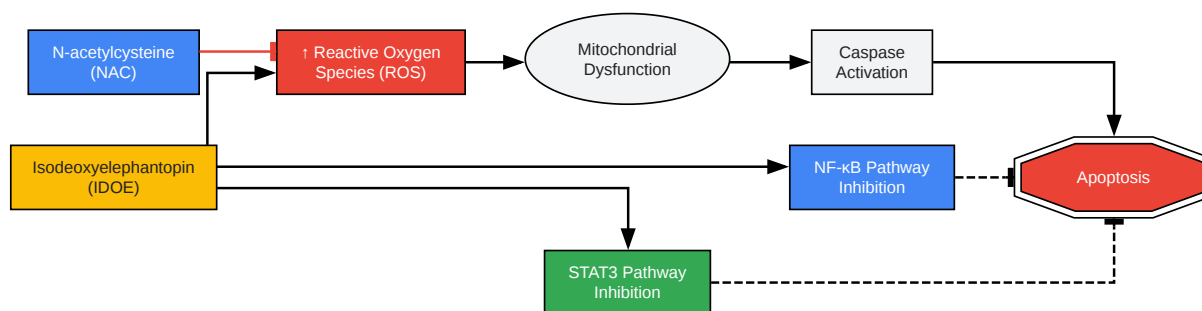 N-acetylcysteine
(NAC)
↑ Reactive Oxygen
Species (ROS)
Mitochondrial
Dysfunction
Caspase
Activation
Isodeoxyelephantopin
(IDOE)
NF-κB Pathway
Inhibition
Apoptosis
STAT3 Pathway
Inhibition